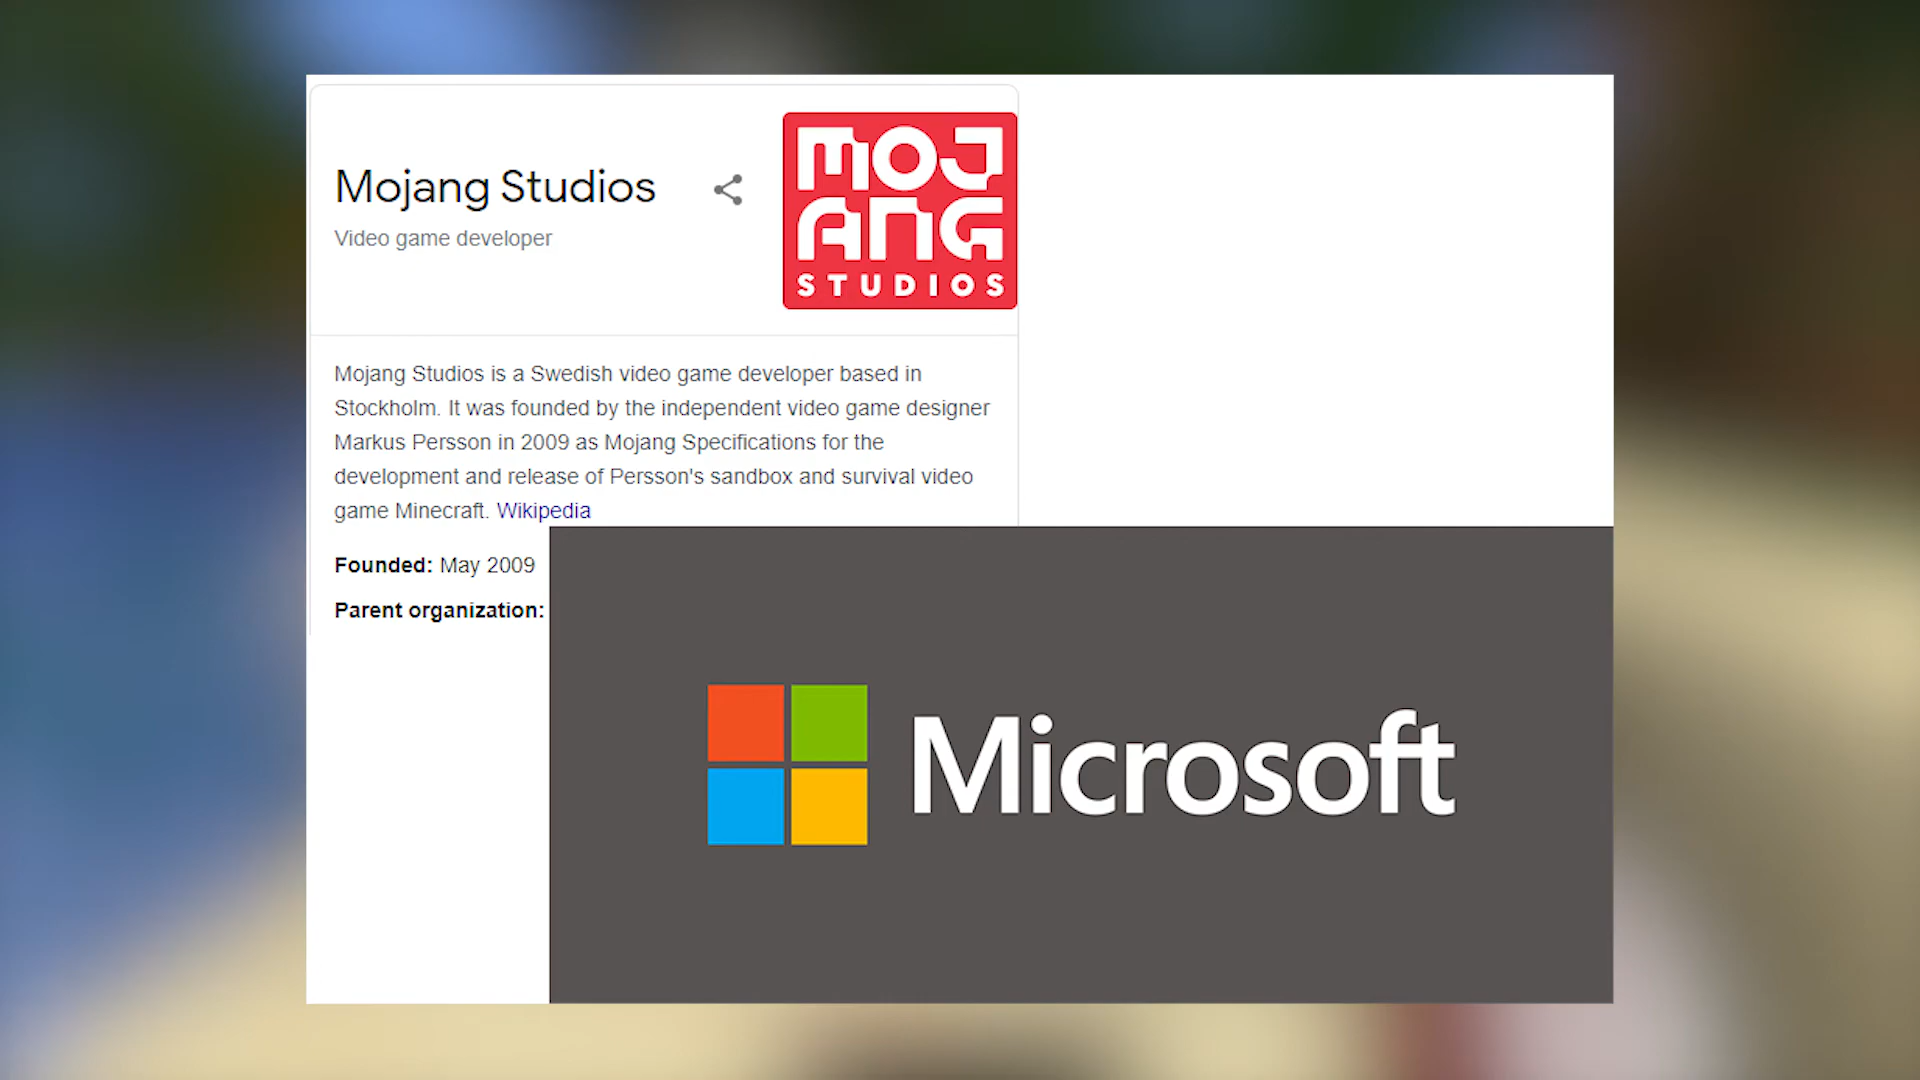 Mojang Studios
Video game developer
MOJ
ANG
STUDIOS
Mojang Studios is a Swedish video game developer based in
Stockholm. It was founded by the independent video game designer
Markus Persson in 2009 as Mojang Specifications for the
development and release of Persson's sandbox and survival video
game Minecraft. Wikipedia
Founded: May 2009
Parent organization:
Microsoft